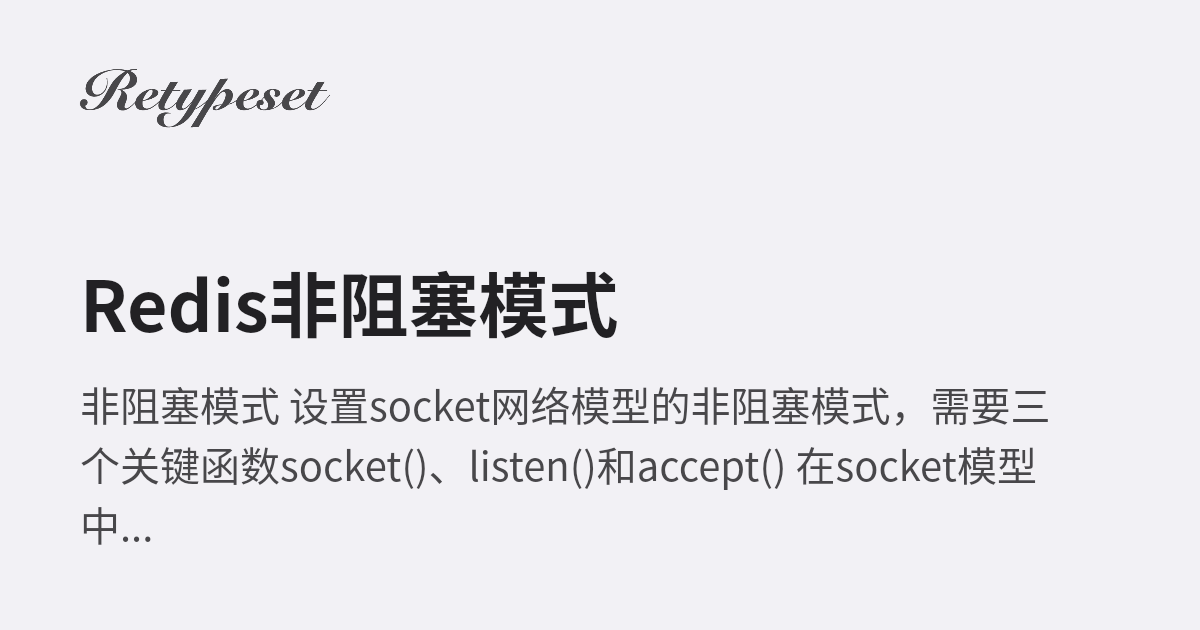 Retypeset
Redis非阻塞模式
非阻塞模式 设置socket网络模型的非阻塞模式，需要三
个关键函数socket()、listen()和accept() 在socket模型
中...